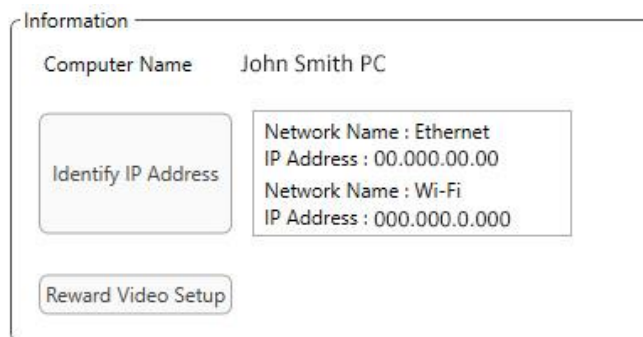 Information
Computer Name John Smith PC
Identify IP Address
Network Name : Ethernet
IP Address : 00.000.00.00
Network Name : Wi-Fi
IP Address : 000.000.0.000
Reward Video Setup